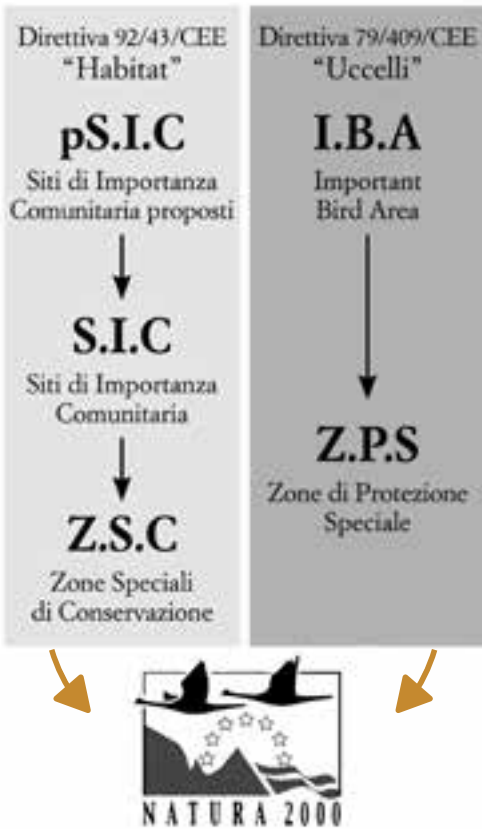 Direttiva 92/43/CEE
“Habitat”
pS.I.C
Siti di Importanza
Comunitaria proposti
S.I.C
Siti di Importanza
Comunitaria
Z.S.C
Zone Speciali
di Conservazione
Direttiva 79/409/CEE
“Uccelli”
I.B.A
Important
Bird Area
Z.P.S
Zone di Protezione
Speciale
NATURA 2000